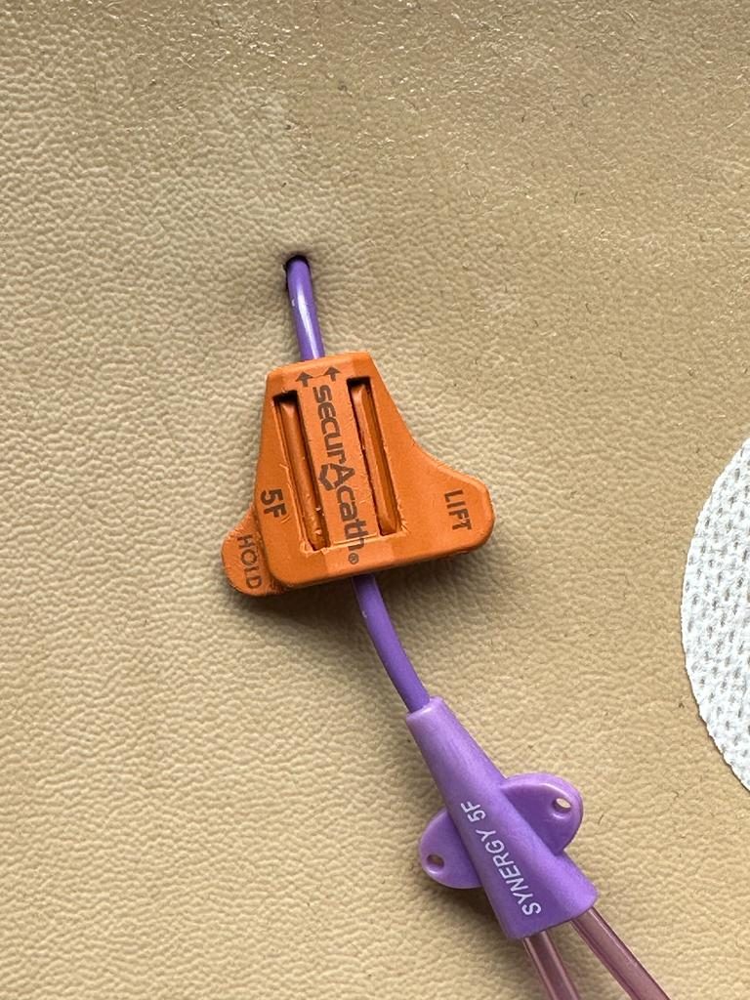 securAcath®
5F
LIFT
HOLD
SYNERGY 5F